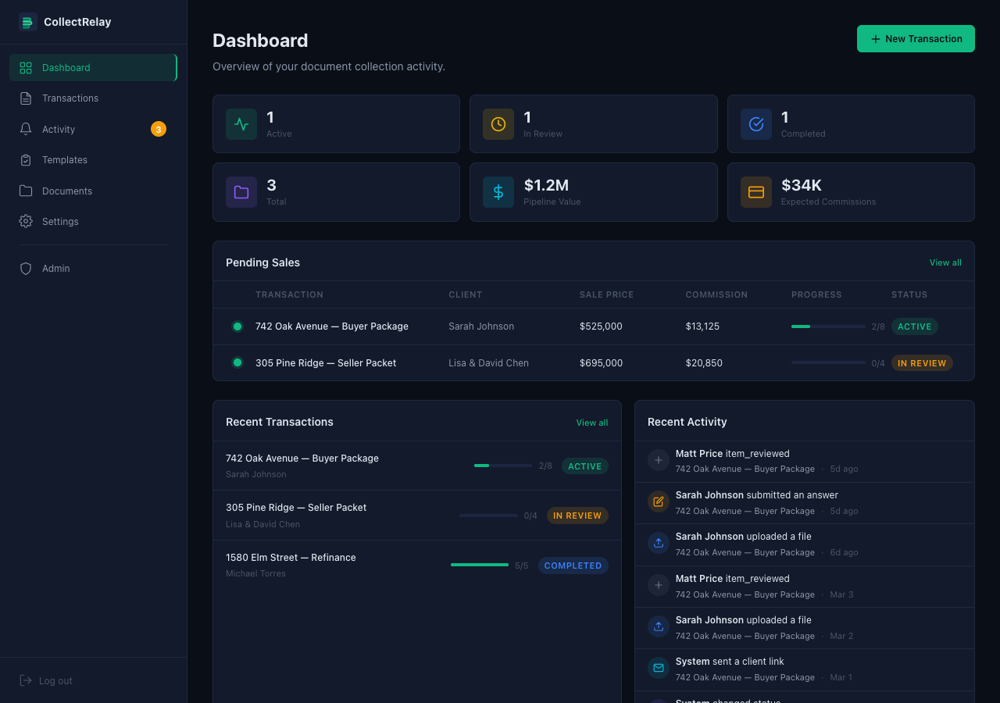 CollectRelay
Dashboard
Transactions
Activity 3
Templates
Documents
Settings
Admin
Log out
Dashboard
Overview of your document collection activity.
New Transaction
1
Active
1
In Review
1
Completed
3
Total
$1.2M
Pipeline Value
$34K
Expected Commissions
Pending Sales View all
TRANSACTION CLIENT SALE PRICE COMMISSION PROGRESS STATUS
742 Oak Avenue — Buyer Package Sarah Johnson $525,000 $13,125 2/8 ACTIVE
305 Pine Ridge — Seller Packet Lisa & David Chen $695,000 $20,850 0/4 IN REVIEW
Recent Transactions View all
742 Oak Avenue — Buyer Package
Sarah Johnson
2/8 ACTIVE
305 Pine Ridge — Seller Packet
Lisa & David Chen
0/4 IN REVIEW
1580 Elm Street — Refinance
Michael Torres
5/5 COMPLETED
Recent Activity
Matt Price item_reviewed
742 Oak Avenue — Buyer Package · 5d ago
Sarah Johnson submitted an answer
742 Oak Avenue — Buyer Package · 5d ago
Sarah Johnson uploaded a file
742 Oak Avenue — Buyer Package · 6d ago
Matt Price item_reviewed
742 Oak Avenue — Buyer Package · Mar 3
Sarah Johnson uploaded a file
742 Oak Avenue — Buyer Package · Mar 2
System sent a client link
742 Oak Avenue — Buyer Package · Mar 1
System changed status